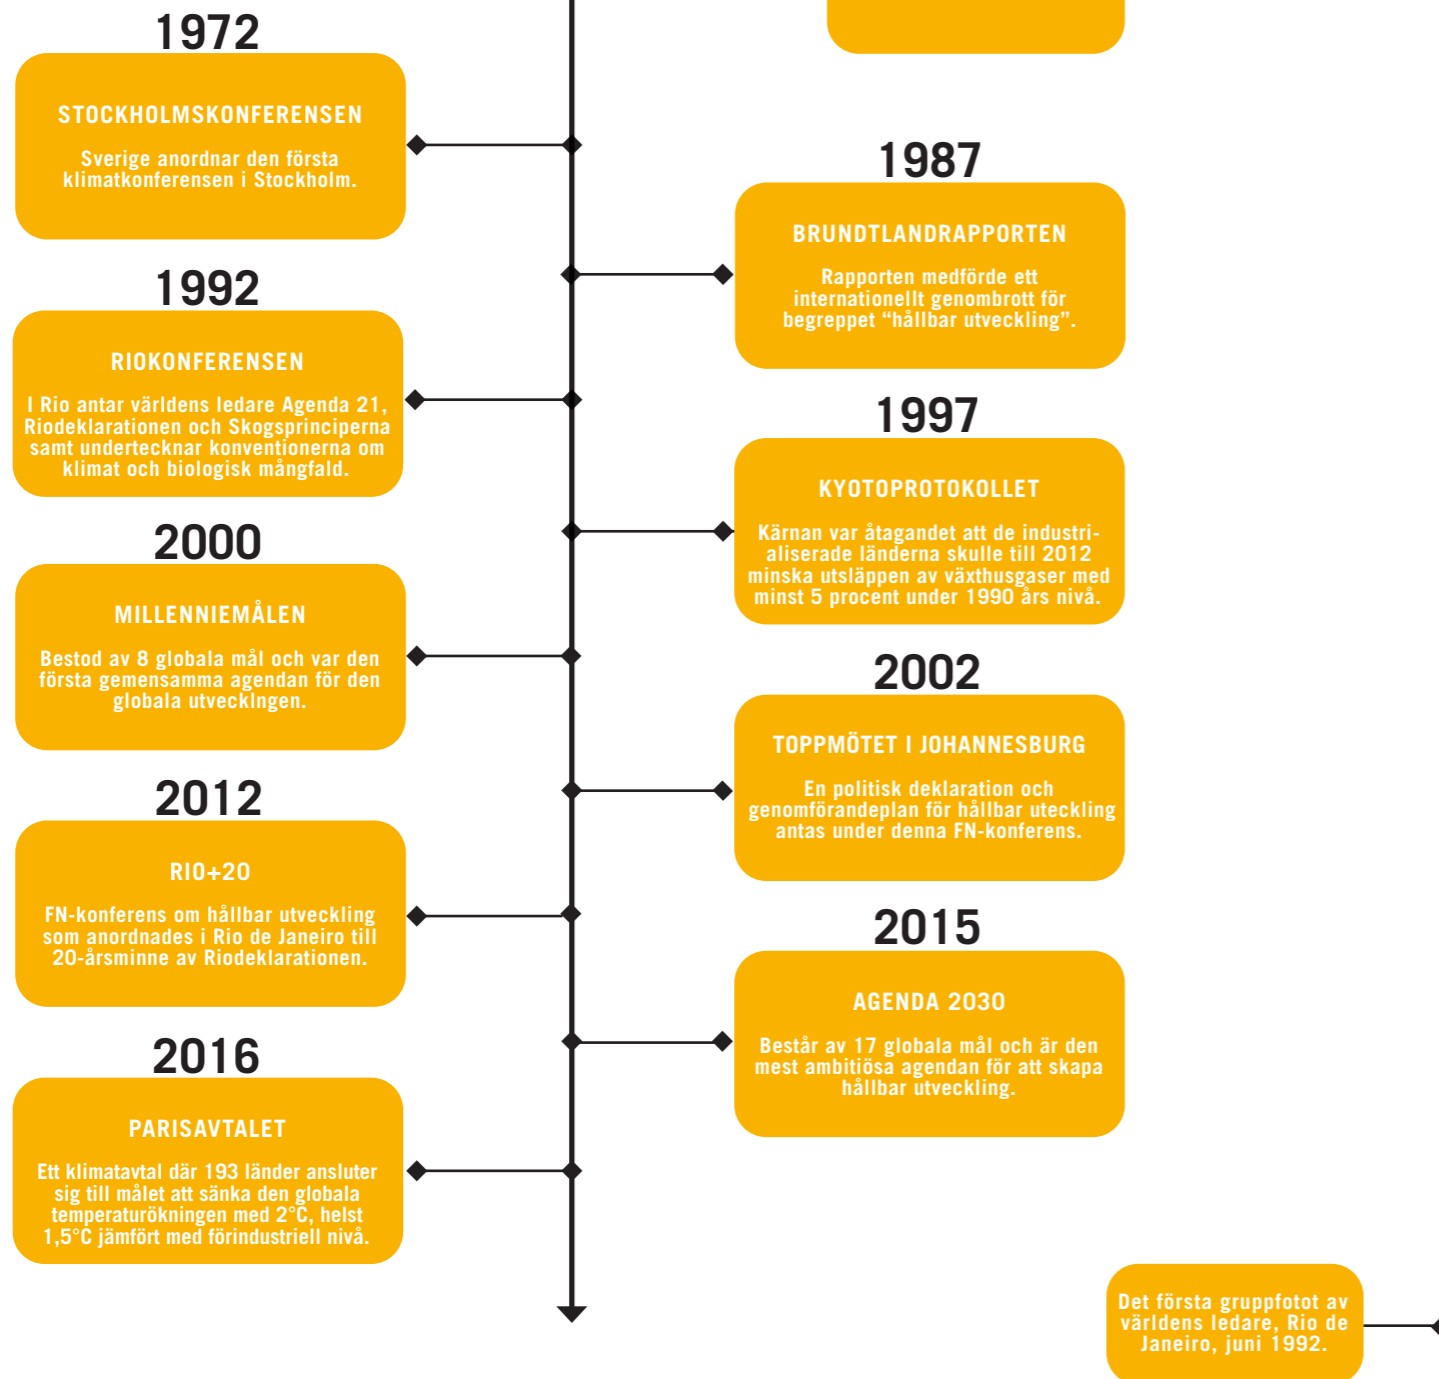 1972
STOCKHOLMSKONFERENSEN
Sverige anordnar den första
klimatkonferensen i Stockholm.
1987
BRUNDTLANDRAPPORTEN
Rapporten medförde ett
internationellt genombrott för
begreppet “hållbar utveckling”.
1992
RIOKONFERENSEN
I Rio antar världens ledare Agenda 21,
Riodeklarationen och Skogsprinciperna
samt undertecknar konventionerna om
klimat och biologisk mångfald.
1997
KYOTOPROTOKOLLET
Kärnan var åtagandet att de industri-
aliserade länderna skulle till 2012
minska utsläppen av växthusgaser med
minst 5 procent under 1990 års nivå.
2000
MILLENNIEMÅLEN
Bestod av 8 globala mål och var den
första gemensamma agendan för den
globala utvecklngen.
2002
TOPPMÖTET I JOHANNESBURG
En politisk deklaration och
genomförandeplan för hållbar uteckling
antas under denna FN-konferens.
2012
RIO+20
FN-konferens om hållbar utveckling
som anordnades i Rio de Janeiro till
20-årsminne av Riodeklarationen.
2015
AGENDA 2030
Består av 17 globala mål och är den
mest ambitiösa agendan för att skapa
hållbar utveckling.
2016
PARISAVTALET
Ett klimatavtal där 193 länder ansluter
sig till målet att sänka den globala
temperaturökningen med 2°C, helst
1,5°C jämfört med förindustriell nivå.
Det första gruppfotot av
världens ledare, Rio de
Janeiro, juni 1992.